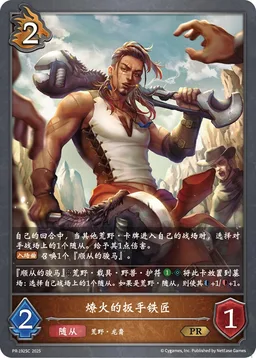 2
自己的回合中,当其他荒野·卡牌进入自己的战场时,选择对
手战场上的1个随从。给予其1点伤害。
入场曲 召唤1个『顺从的骏马』。
『顺从的骏马』荒野·载具·野兽·护符 1 将此卡放置到墓
场:选择自己战场上的1个随从。如果是荒野·随从,则使其+1/+1。
燎火的扳手铁匠
2
随从
荒野·龙裔
PR
1
PR-192SC 2025
© Cygames, Inc. Planned by NetEase Games